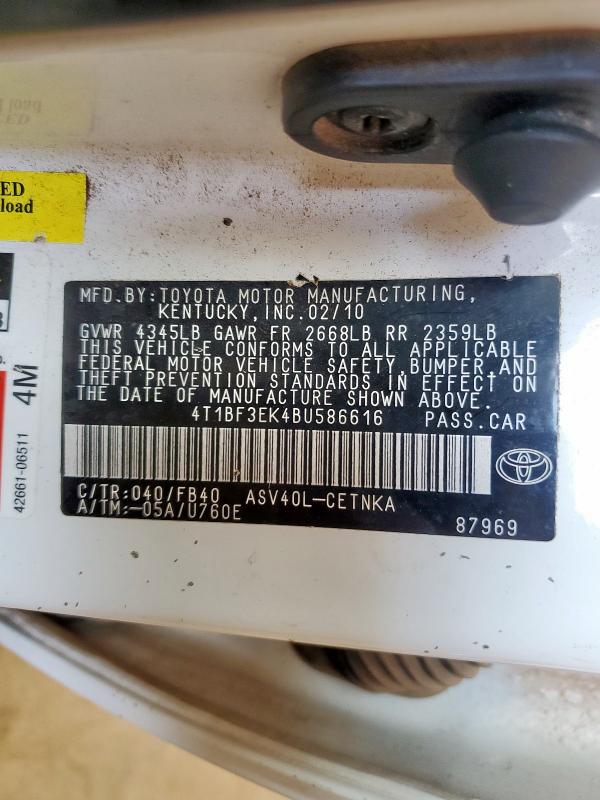 ED
load
MFD.BY:TOYOTA MOTOR MANUFACTURING,
KENTUCKY,INC.02/10
GVWR 4345LB GAWR FR 2668LB RR 2359LB
THIS VEHICLE CONFORMS TO ALL APPLICABLE
FEDERAL MOTOR VEHICLE SAFETY,BUMPER,AND
THEFT PREVENTION STANDARDS IN EFFECT ON
THE DATE OF MANUFACTURE SHOWN ABOVE.
4T1BF3EK4BU586616 PASS.CAR
C/TR:040/FB40 ASV40L-CETNKA
A/TM:-05A/U760E
87969
4M
42661-06511